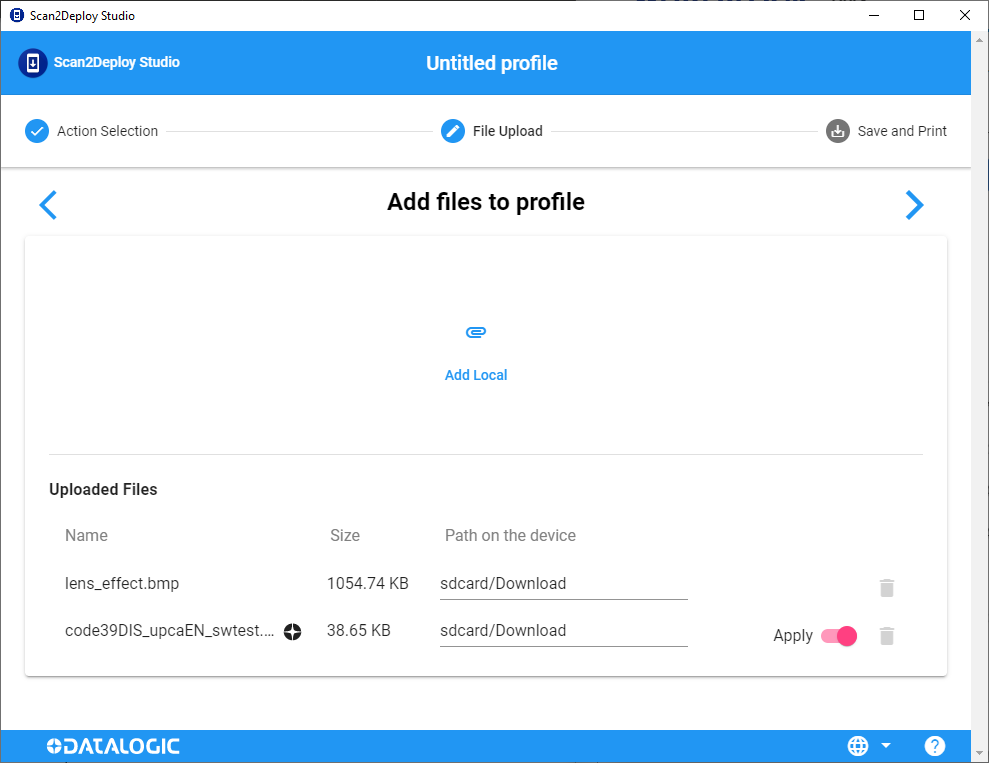 Scan2Deploy Studio
Scan2Deploy Studio
Untitled profile
Action Selection
File Upload
Save and Print
Add files to profile
Add Local
Uploaded Files
Name Size Path on the device
lens_effect.bmp 1054.74 KB sdcard/Download
code39DIS_upcaEN_swtest.... 38.65 KB sdcard/Download Apply
DATALOGIC
?